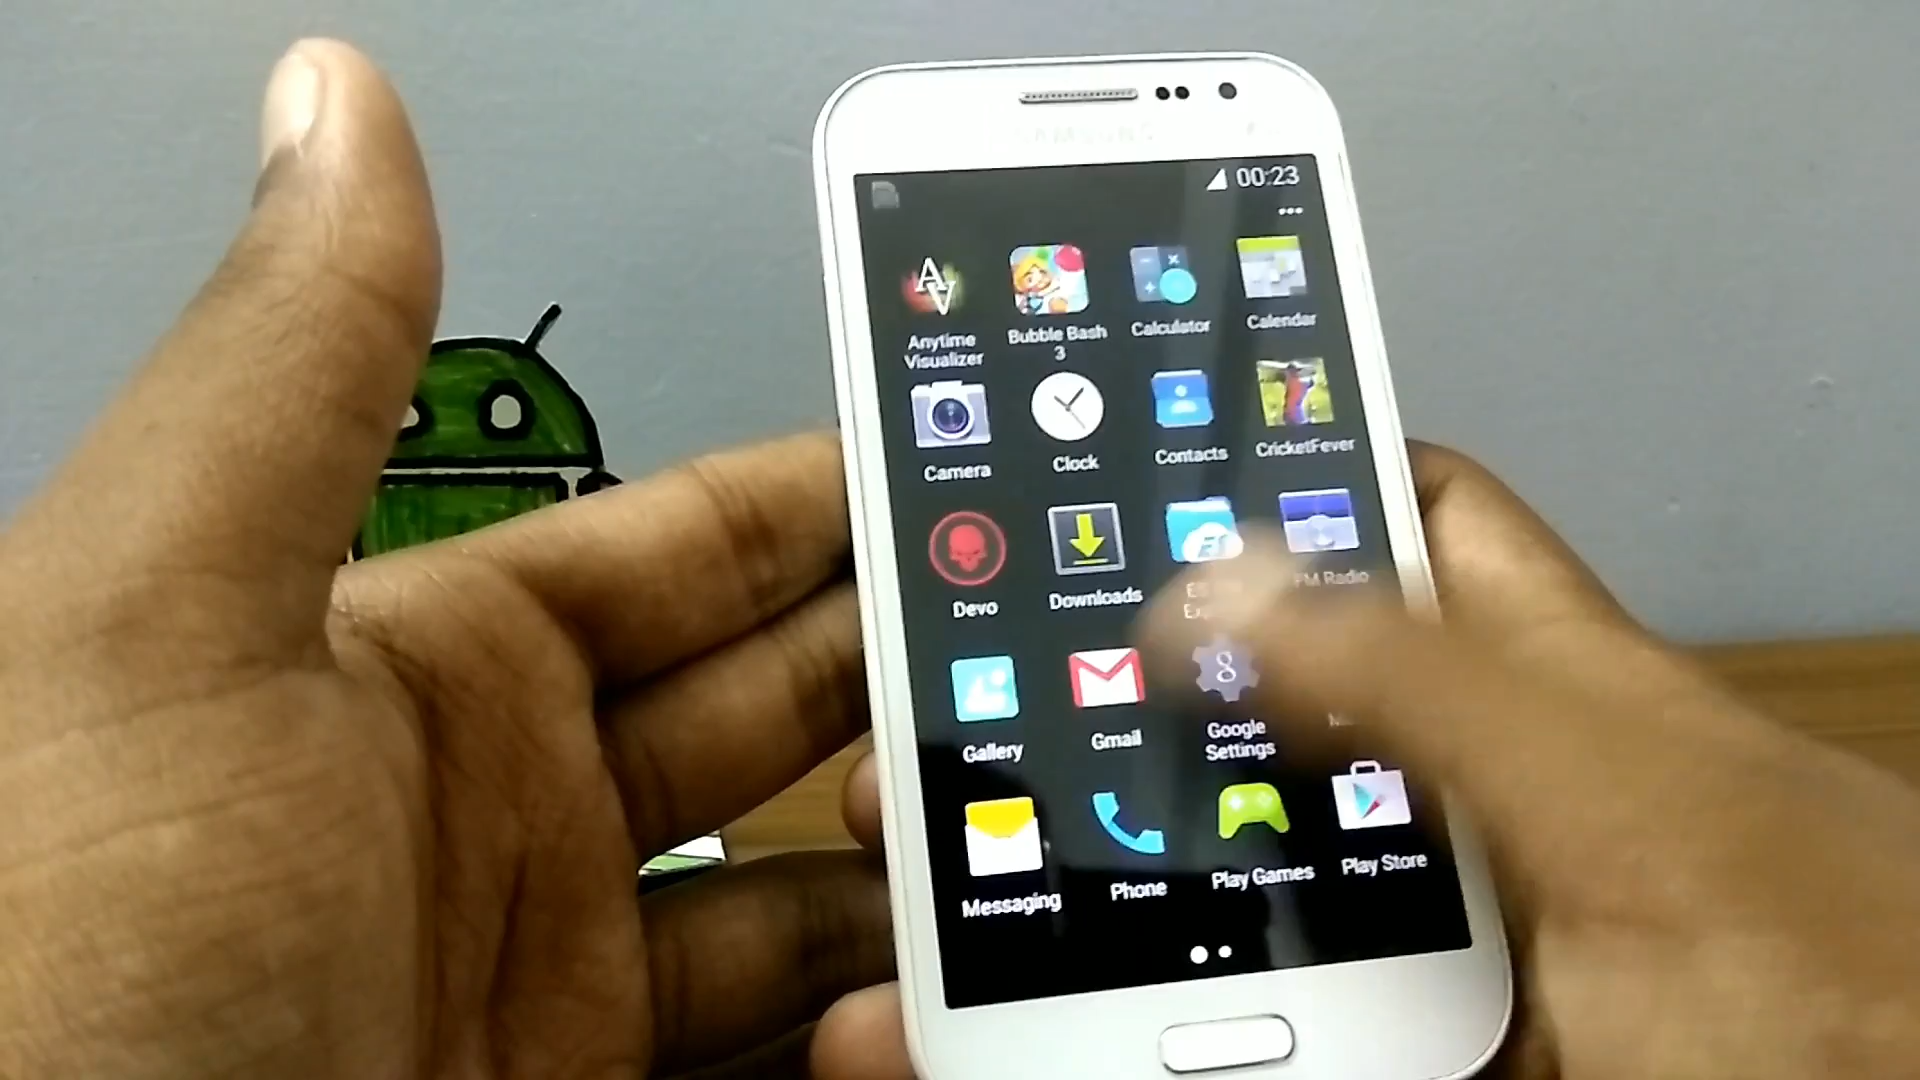 SAMSUNG
00:23
Anytime
Visualizer
Bubble Bash
3
Calculator
Calendar
Camera
Clock
Contacts
CricketFever
Devo
Downloads
FM Radio
Gallery
Gmail
Google
Settings
Messaging
Phone
Play Games
Play Store